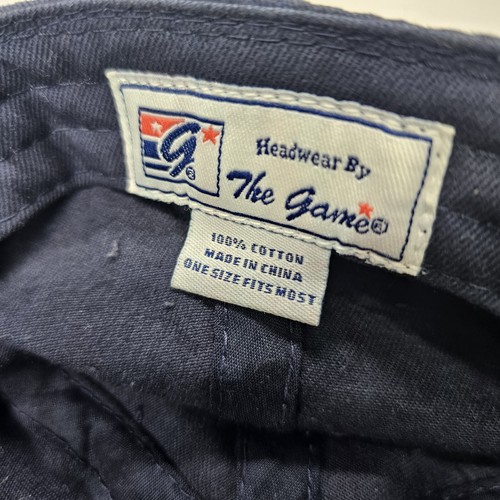 G®
Headwear By
The Game®
100% COTTON
MADE IN CHINA
ONE SIZE FITS MOST